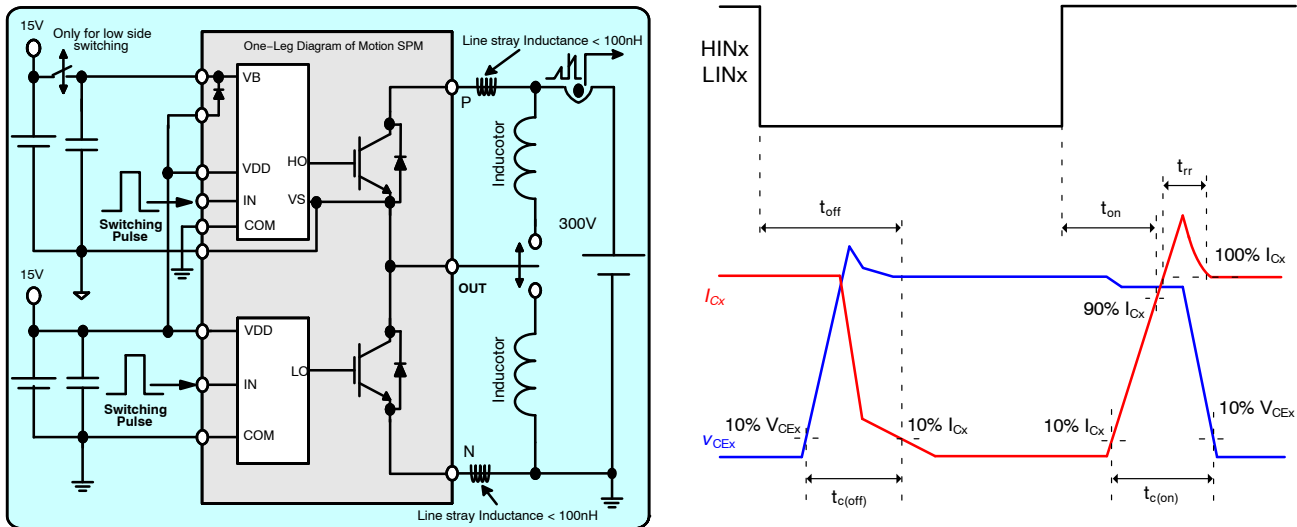 15V
Only for low side
switching
One-Leg Diagram of Motion SPM
Line stray Inductance < 100nH
VB
P
Inducotor
VDD
HO
IN
VS
COM
Switching
Pulse
300V
OUT
15V
VDD
IN
LO
COM
Switching
Pulse
Inducotor
N
Line stray Inductance < 100nH
HINx
LINx
trr
toff
ton
100% ICx
ICx
90% ICx
10% VCEx
vCEx
10% ICx
10% ICx
10% VCEx
tc(off)
tc(on)